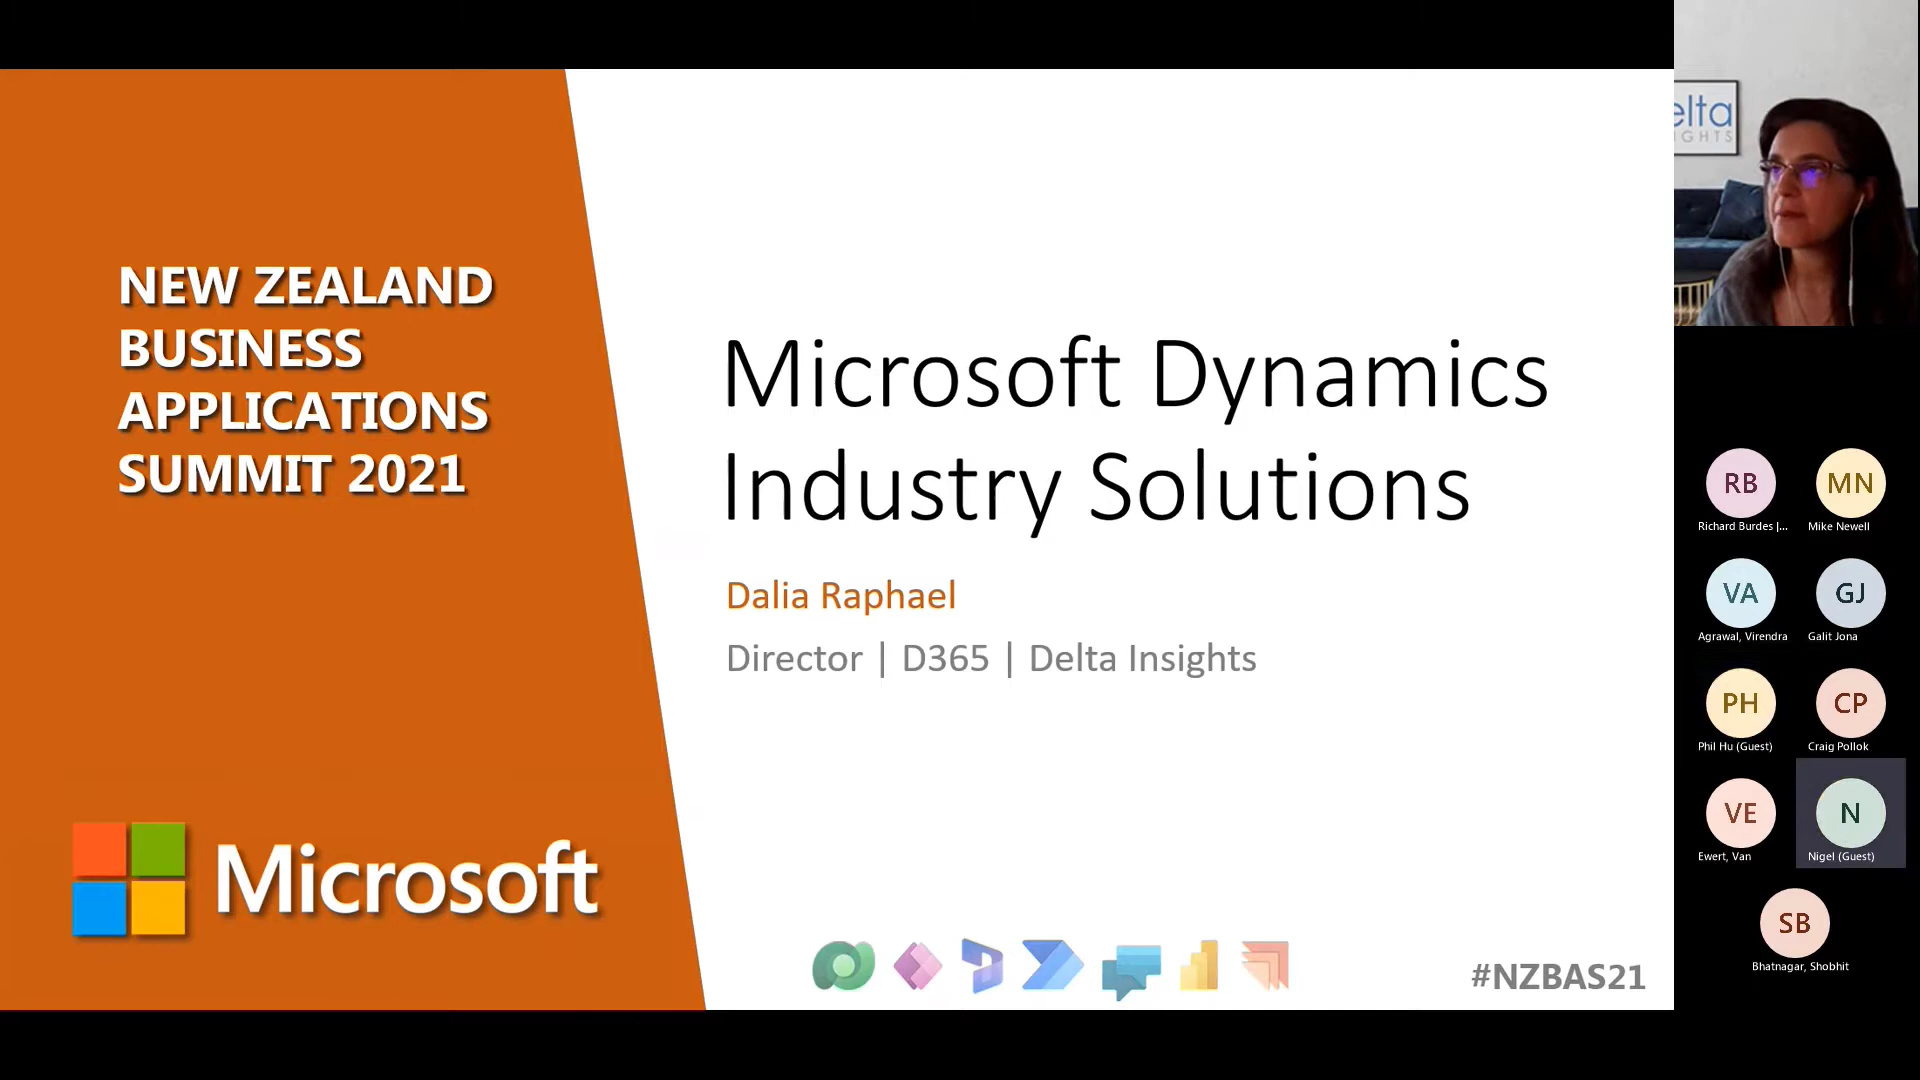 NEW ZEALAND
BUSINESS
APPLICATIONS
SUMMIT 2021
Microsoft
Microsoft Dynamics
Industry Solutions
Dalia Raphael
Director | D365 | Delta Insights
#NZBAS21
elta
IGHTS
RB
Richard Burdes |...
MN
Mike Newell
VA
Agrawal, Virendra
GJ
Galit Jona
PH
Phil Hu (Guest)
CP
Craig Pollok
VE
Ewert, Van
N
Nigel (Guest)
SB
Bhatnagar, Shobhit